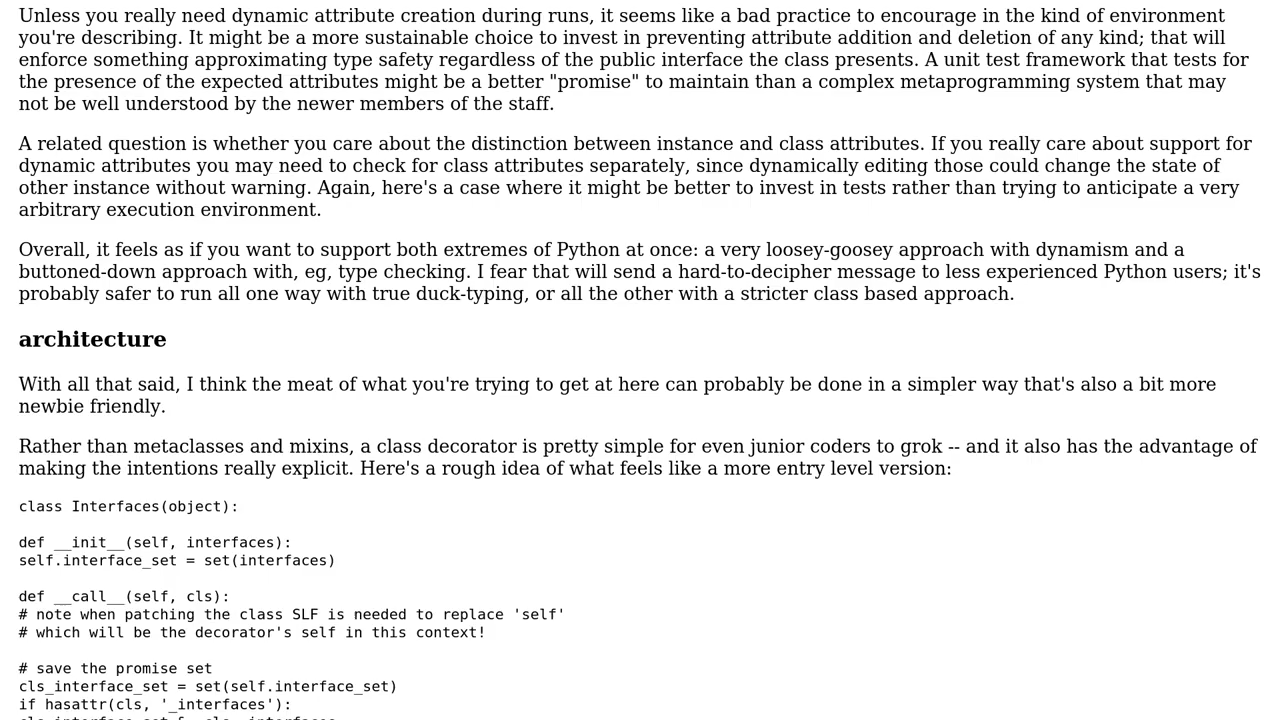 Unless you really need dynamic attribute creation during runs, it seems like a bad practice to encourage in the kind of environment
you're describing. It might be a more sustainable choice to invest in preventing attribute addition and deletion of any kind; that will
enforce something approximating type safety regardless of the public interface the class presents. A unit test framework that tests for
the presence of the expected attributes might be a better "promise" to maintain than a complex metaprogramming system that may
not be well understood by the newer members of the staff.
A related question is whether you care about the distinction between instance and class attributes. If you really care about support for
dynamic attributes you may need to check for class attributes separately, since dynamically editing those could change the state of
other instance without warning. Again, here's a case where it might be better to invest in tests rather than trying to anticipate a very
arbitrary execution environment.
Overall, it feels as if you want to support both extremes of Python at once: a very loosey-goosey approach with dynamism and a
buttoned-down approach with, eg, type checking. I fear that will send a hard-to-decipher message to less experienced Python users; it's
probably safer to run all one way with true duck-typing, or all the other with a stricter class based approach.
architecture
With all that said, I think the meat of what you're trying to get at here can probably be done in a simpler way that's also a bit more
newbie friendly.
Rather than metaclasses and mixins, a class decorator is pretty simple for even junior coders to grok -- and it also has the advantage of
making the intentions really explicit. Here's a rough idea of what feels like a more entry level version:
class Interfaces(object):
def __init__(self, interfaces):
self.interface_set = set(interfaces)
def __call__(self, cls):
# note when patching the class SLF is needed to replace 'self'
# which will be the decorator's self in this context!
# save the promise set
cls_interface_set = set(self.interface_set)
if hasattr(cls, '_interfaces'):